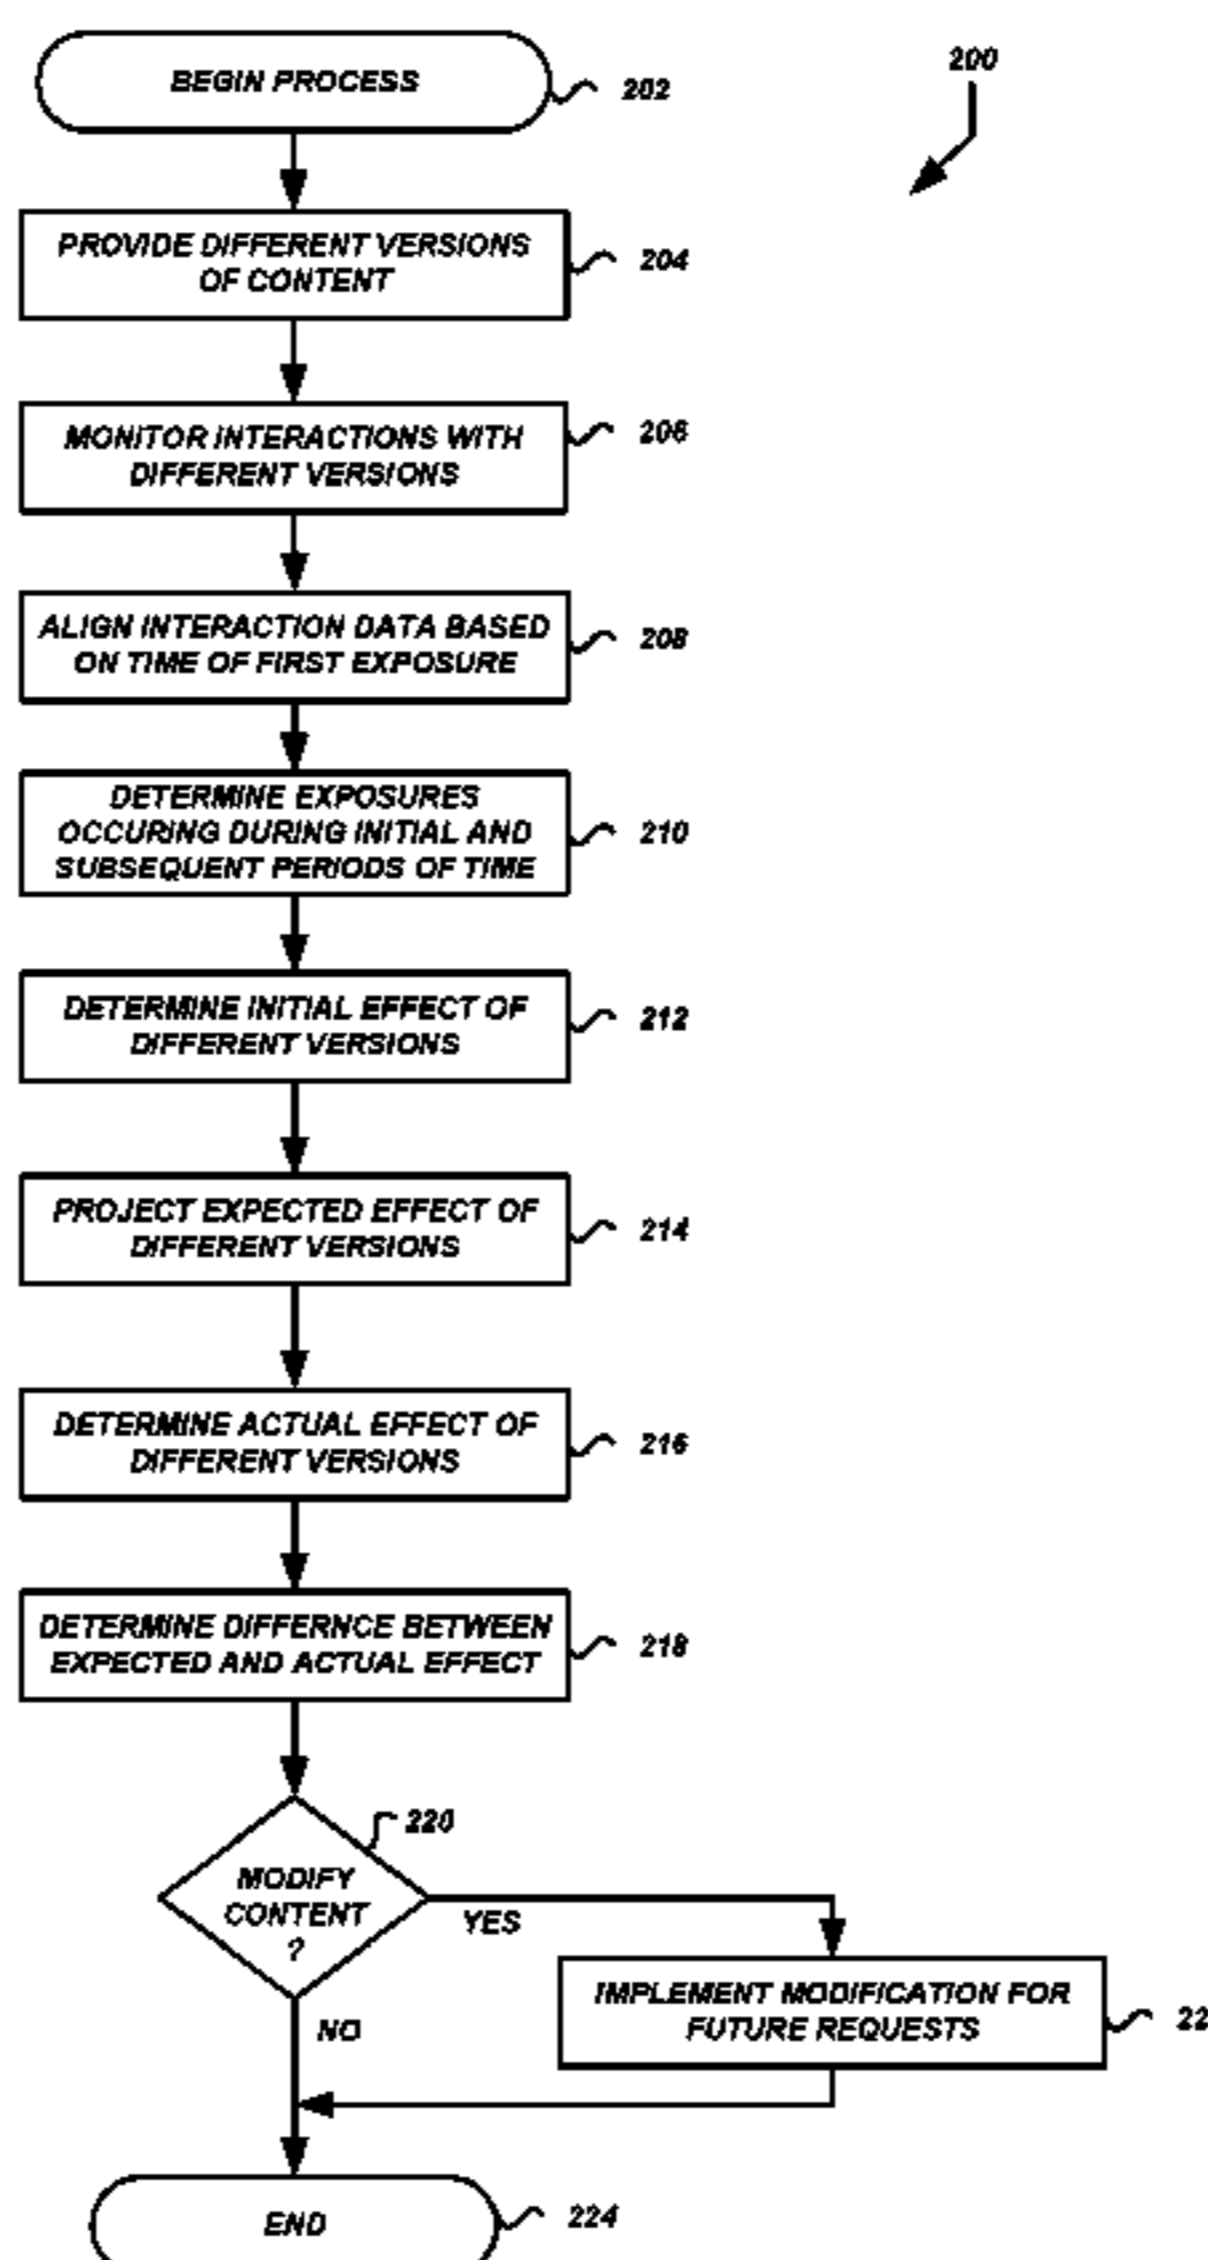 BEGIN PROCESS
202
200
PROVIDE DIFFERENT VERSIONS
OF CONTENT
204
MONITOR INTERACTIONS WITH
DIFFERENT VERSIONS
206
ALIGN INTERACTION DATA BASED
ON TIME OF FIRST EXPOSURE
208
DETERMINE EXPOSURES
OCCURING DURING INITIAL AND
SUBSEQUENT PERIODS OF TIME
210
DETERMINE INITIAL EFFECT OF
DIFFERENT VERSIONS
212
PROJECT EXPECTED EFFECT OF
DIFFERENT VERSIONS
214
DETERMINE ACTUAL EFFECT OF
DIFFERENT VERSIONS
216
DETERMINE DIFFERNCE BETWEEN
EXPECTED AND ACTUAL EFFECT
218
220
MODIFY
CONTENT
?
YES
IMPLEMENT MODIFICATION FOR
FUTURE REQUESTS
22
NO
END
224